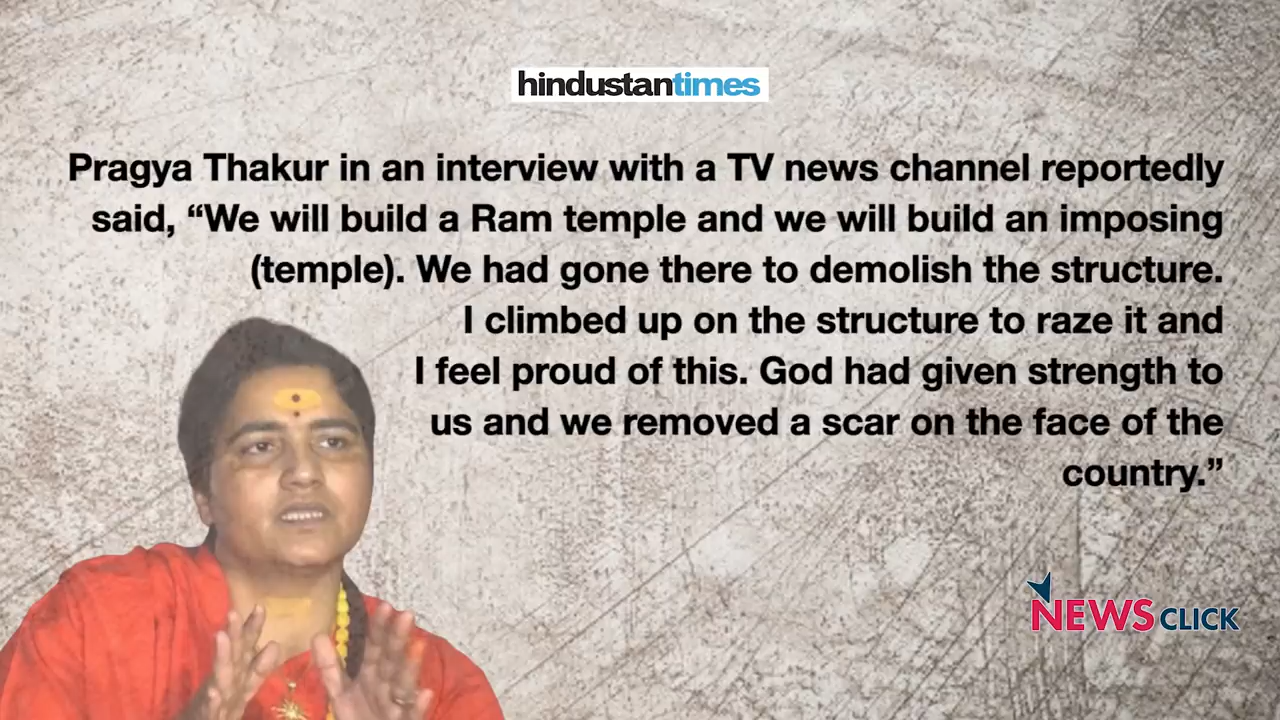 hindustantimes
Pragya Thakur in an interview with a TV news channel reportedly
said, “We will build a Ram temple and we will build an imposing
(temple). We had gone there to demolish the structure.
I climbed up on the structure to raze it and
I feel proud of this. God had given strength to
us and we removed a scar on the face of the
country.”
NEWSCLICK